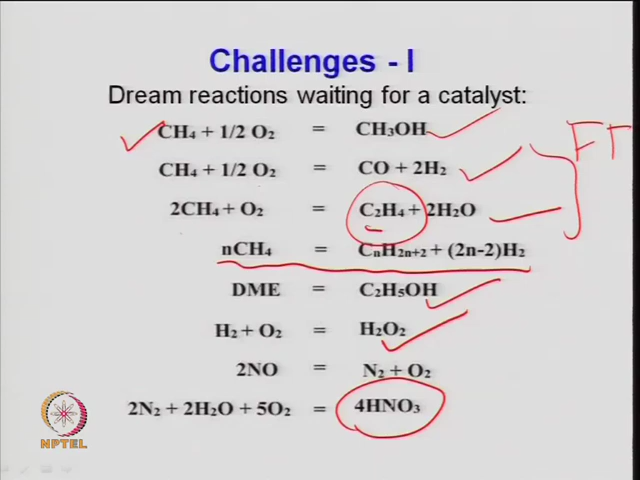 Challenges - I
Dream reactions waiting for a catalyst:
CH₄ + 1/2 O₂ = CH₃OH
CH₄ + 1/2 O₂ = CO + 2H₂
FT
2CH₄ + O₂ = C₂H₄ + 2H₂O
nCH₄ = CₙH₂ₙ₊₂ + (2n-2)H₂
DME = C₂H₅OH
H₂ + O₂ = H₂O₂
2NO = N₂ + O₂
2N₂ + 2H₂O + 5O₂ = 4HNO₃
NPTEL